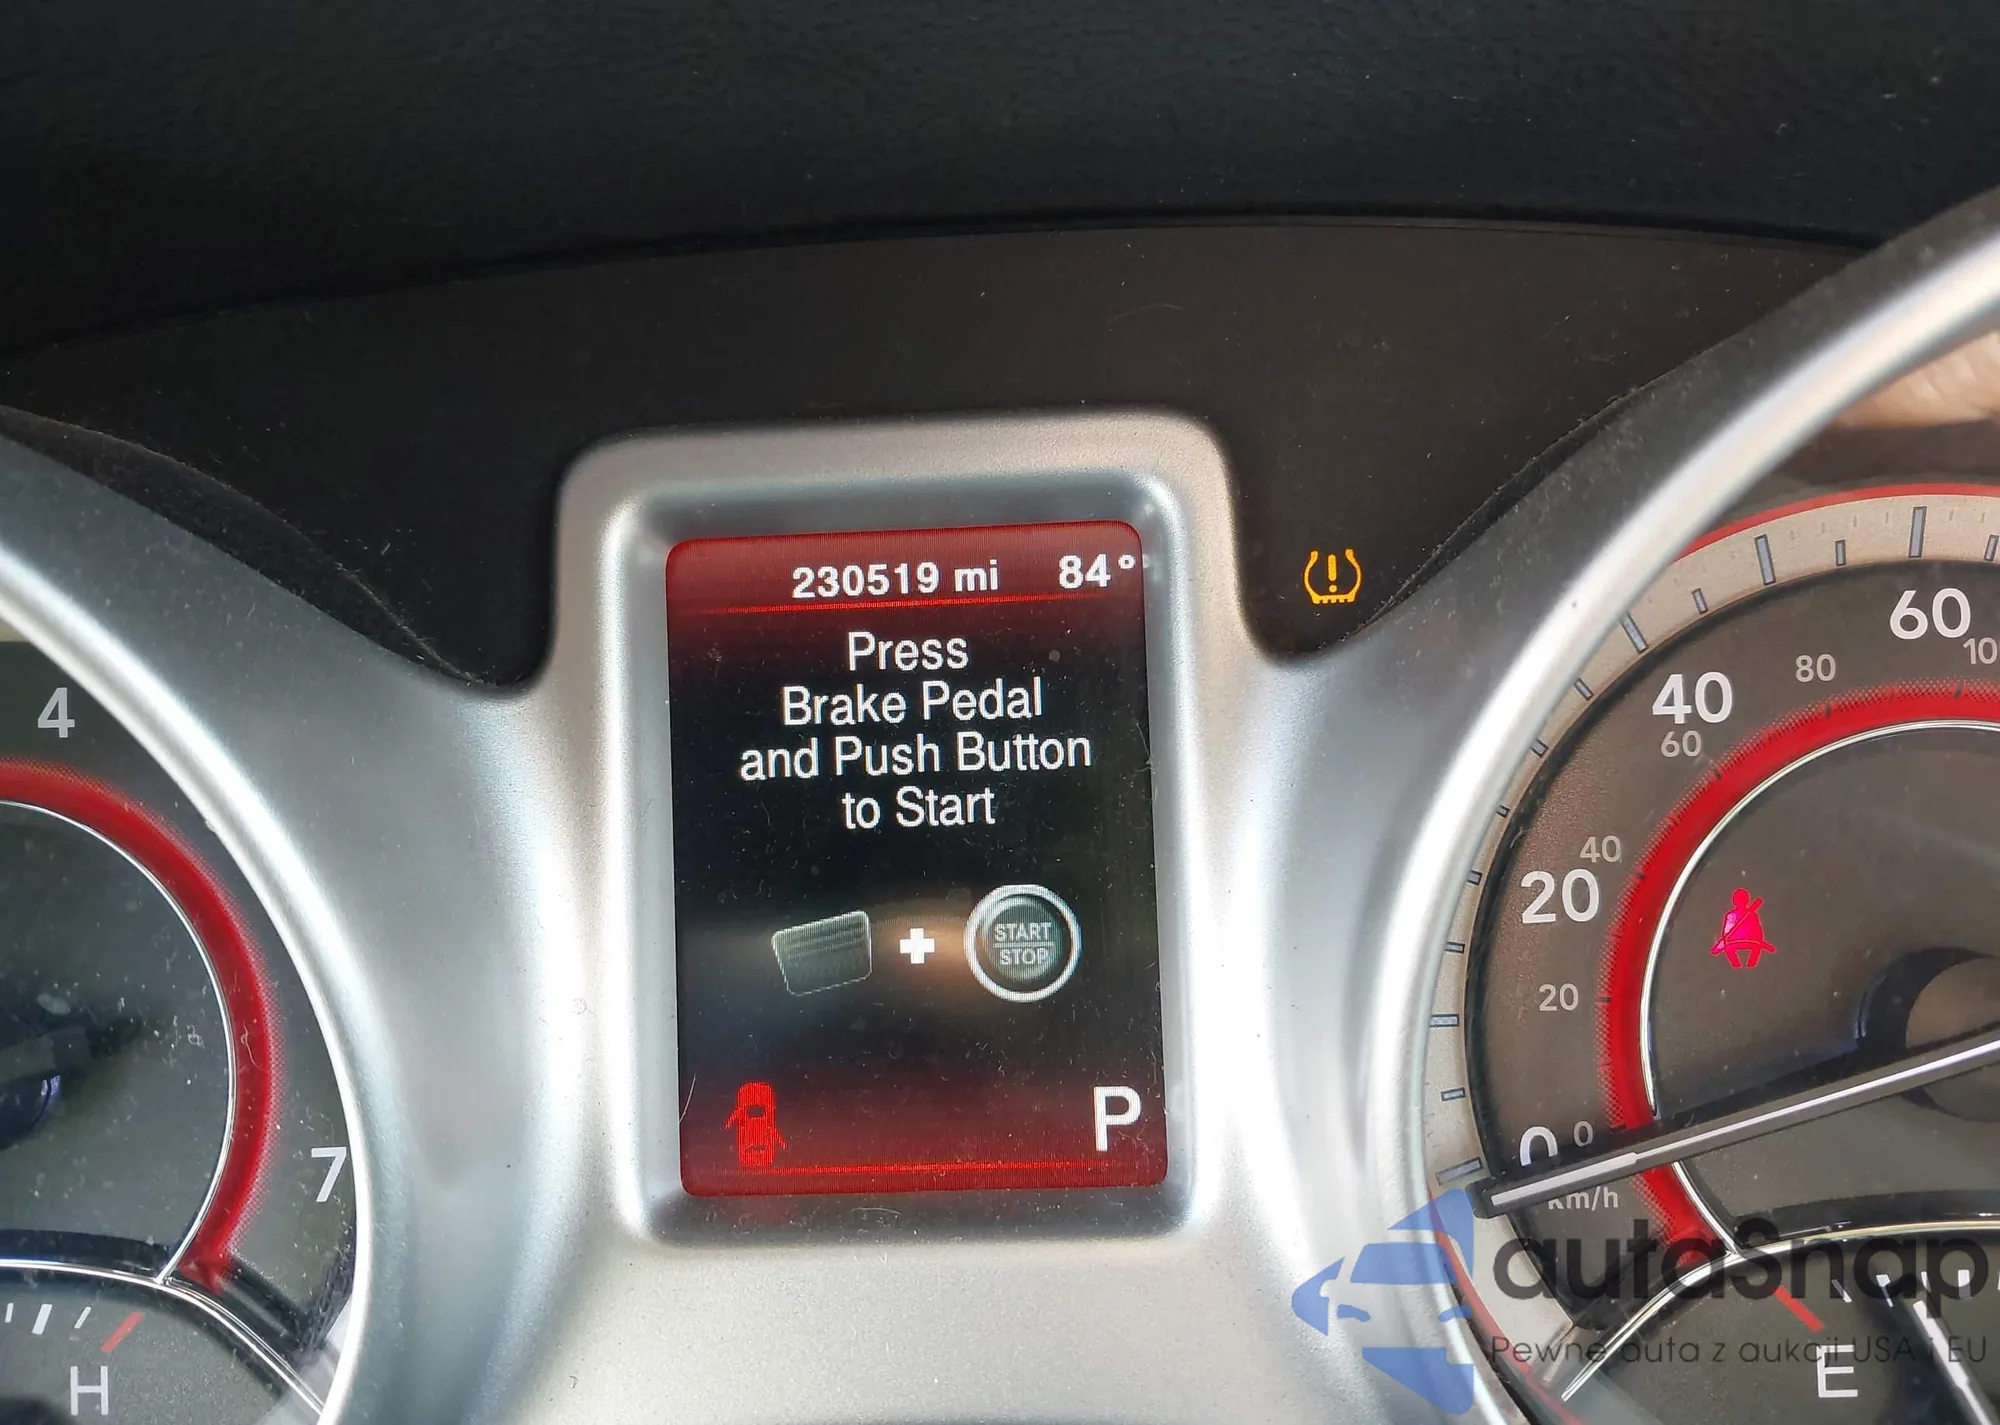 230519 mi 84°
Press
Brake Pedal
and Push Button
to Start
START
STOP
P
4
7
H
60
100
40
80
60
40
20
20
0 0
km/h
E
autaSnap
Pewne auta z aukcji USA i EU